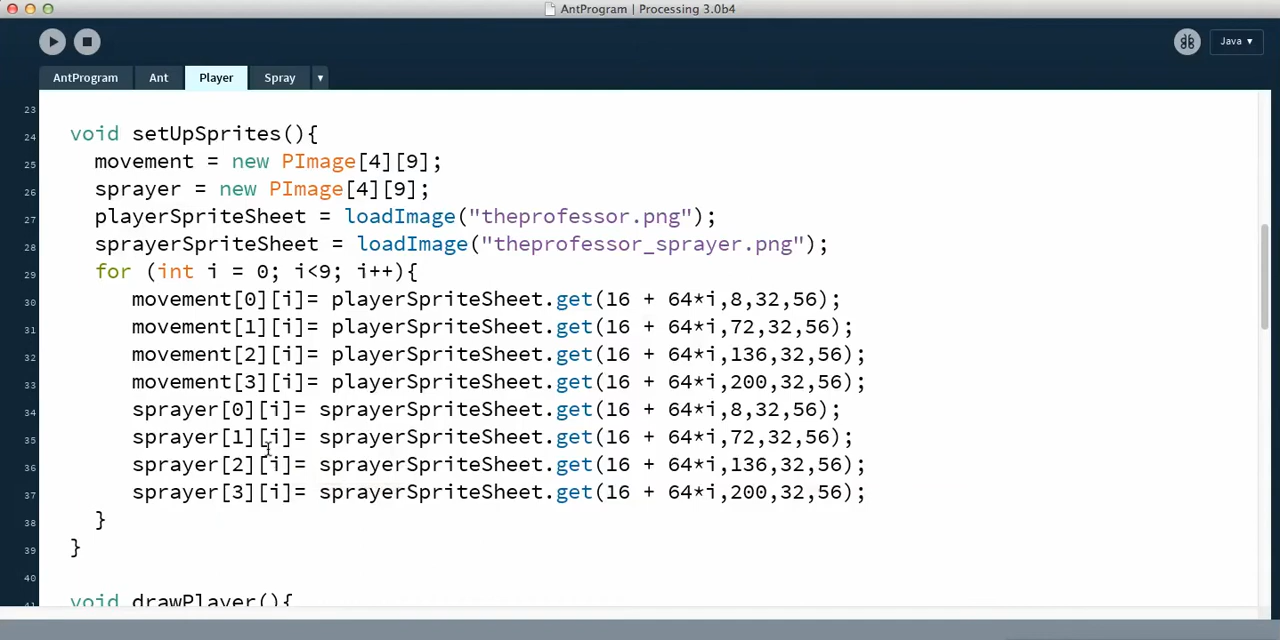 AntProgram | Processing 3.0b4
Java ▾
AntProgram Ant Player Spray ▾
23
24 void setUpSprites(){
25 movement = new PImage[4][9];
26 sprayer = new PImage[4][9];
27 playerSpriteSheet = loadImage("theprofessor.png");
28 sprayerSpriteSheet = loadImage("theprofessor_sprayer.png");
29 for (int i = 0; i<9; i++){
30 movement[0][i]= playerSpriteSheet.get(16 + 64*i,8,32,56);
31 movement[1][i]= playerSpriteSheet.get(16 + 64*i,72,32,56);
32 movement[2][i]= playerSpriteSheet.get(16 + 64*i,136,32,56);
33 movement[3][i]= playerSpriteSheet.get(16 + 64*i,200,32,56);
34 sprayer[0][i]= sprayerSpriteSheet.get(16 + 64*i,8,32,56);
35 sprayer[1][i]= sprayerSpriteSheet.get(16 + 64*i,72,32,56);
36 sprayer[2][i]= sprayerSpriteSheet.get(16 + 64*i,136,32,56);
37 sprayer[3][i]= sprayerSpriteSheet.get(16 + 64*i,200,32,56);
38 }
39 }
40
41 void drawPlayer(){